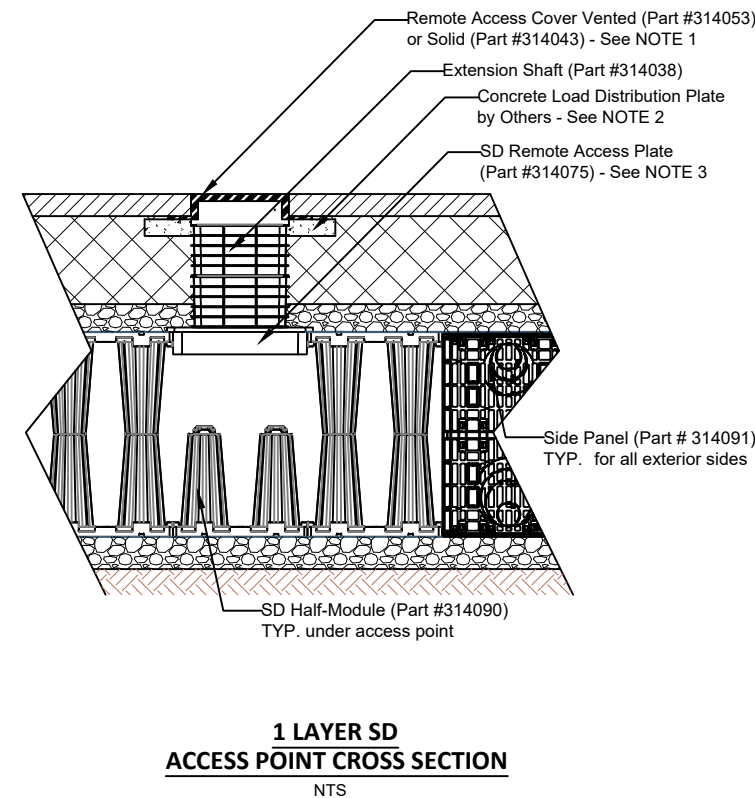 Remote Access Cover Vented (Part #314053)
or Solid (Part #314043) - See NOTE 1
Extension Shaft (Part #314038)
Concrete Load Distribution Plate
by Others - See NOTE 2
SD Remote Access Plate
(Part #314075) - See NOTE 3
Side Panel (Part # 314091)
TYP. for all exterior sides
SD Half-Module (Part #314090)
TYP. under access point
1 LAYER SD
ACCESS POINT CROSS SECTION
NTS